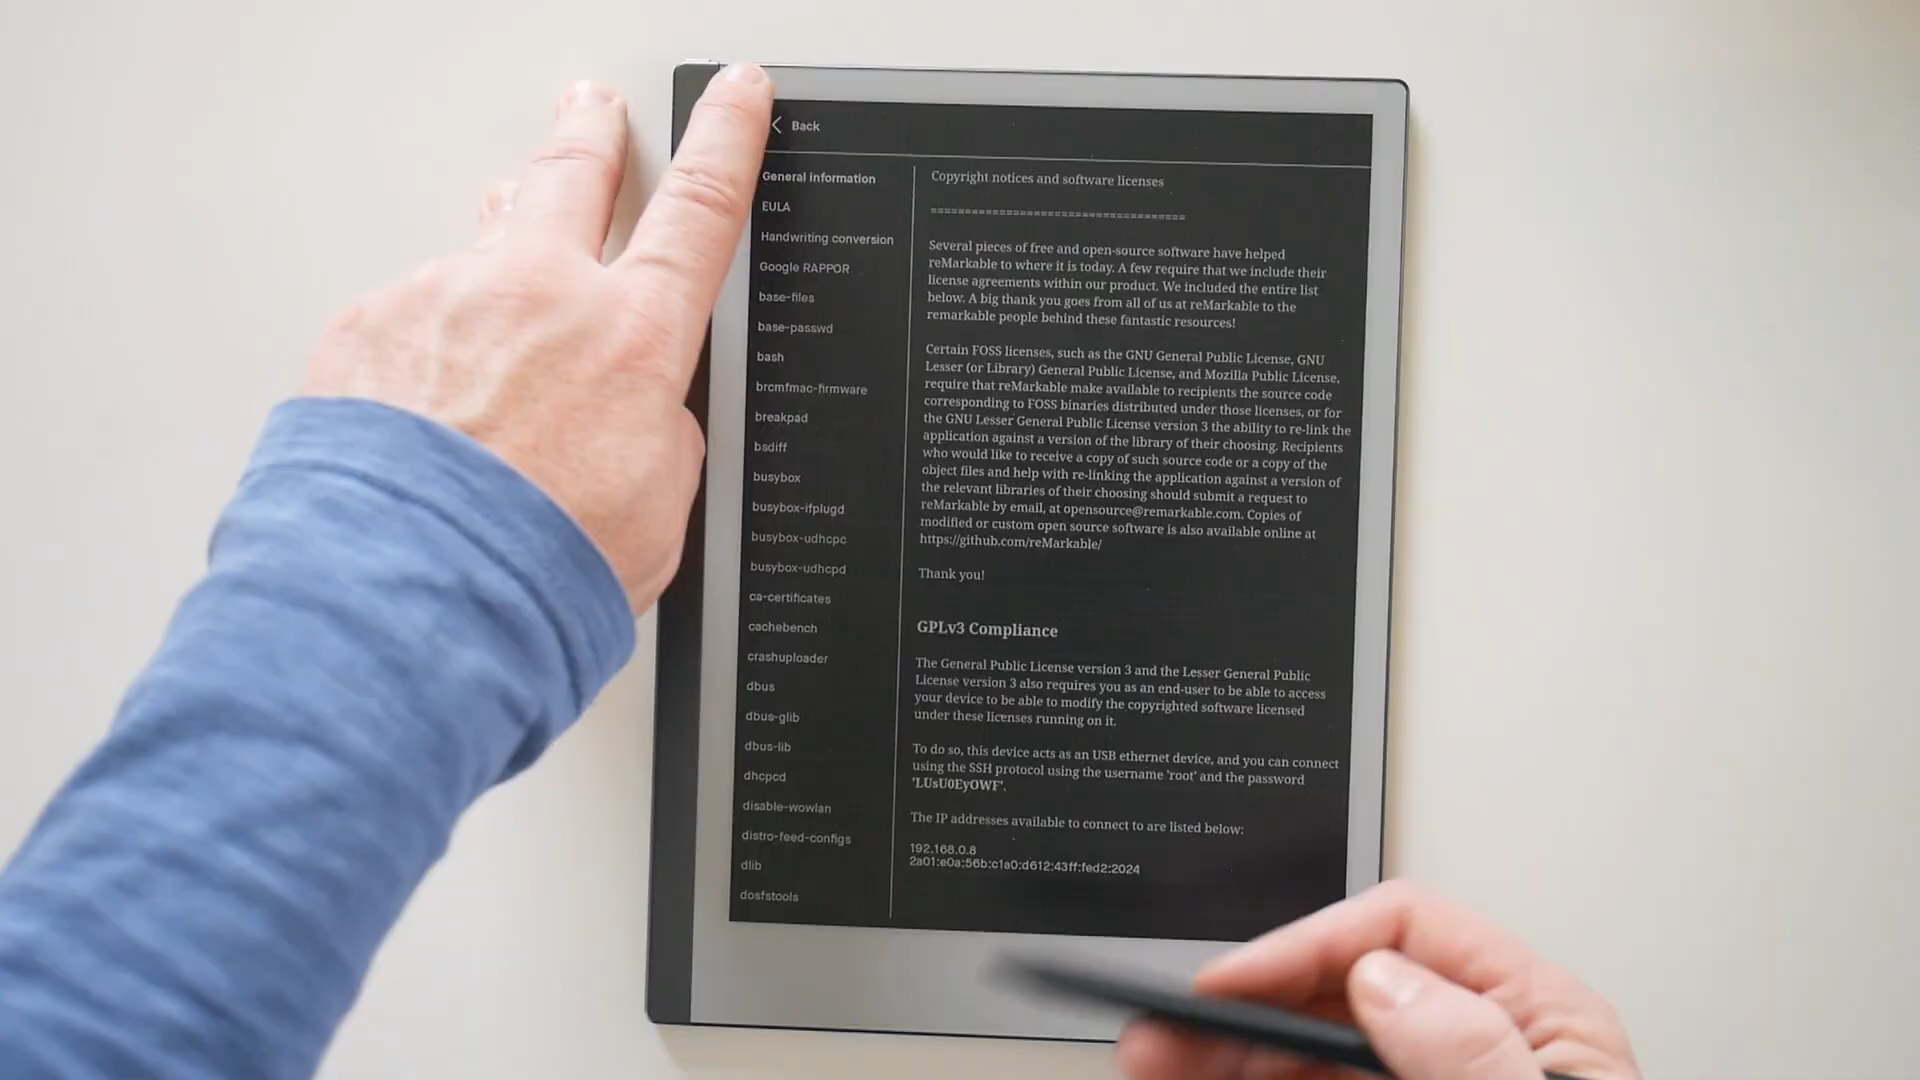 Back
General information
EULA
Handwriting conversion
Google RAPPOR
base-files
base-passwd
bash
brcmfmac-firmware
breakpad
bsdiff
busybox
busybox-ifplugd
busybox-udhcpc
busybox-udhcpd
ca-certificates
cachebench
crashuploader
dbus
dbus-glib
dbus-lib
dhcpcd
disable-wowlan
distro-feed-configs
dlib
dosfstools
Copyright notices and software licenses
=====================================
Several pieces of free and open-source software have helped
reMarkable to where it is today. A few require that we include their
license agreements within our product. We included the entire list
below. A big thank you goes from all of us at reMarkable to the
remarkable people behind these fantastic resources!
Certain FOSS licenses, such as the GNU General Public License, GNU
Lesser (or Library) General Public License, and Mozilla Public License,
require that reMarkable make available to recipients the source code
corresponding to FOSS binaries distributed under those licenses, or for
the GNU Lesser General Public License version 3 the ability to re-link the
application against a version of the library of their choosing. Recipients
who would like to receive a copy of such source code or a copy of the
object files and help with re-linking the application against a version of
the relevant libraries of their choosing should submit a request to
reMarkable by email, at opensource@remarkable.com. Copies of
modified or custom open source software is also available online at
https://github.com/reMarkable/
Thank you!
GPLv3 Compliance
The General Public License version 3 and the Lesser General Public
License version 3 also requires you as an end-user to be able to access
your device to be able to modify the copyrighted software licensed
under these licenses running on it.
To do so, this device acts as an USB ethernet device, and you can connect
using the SSH protocol using the username 'root' and the password
'LUsU0EyOWF'.
The IP addresses available to connect to are listed below:
192.168.0.8
2a01:e0a:56b:c1a0:d612:43ff:fed2:2024